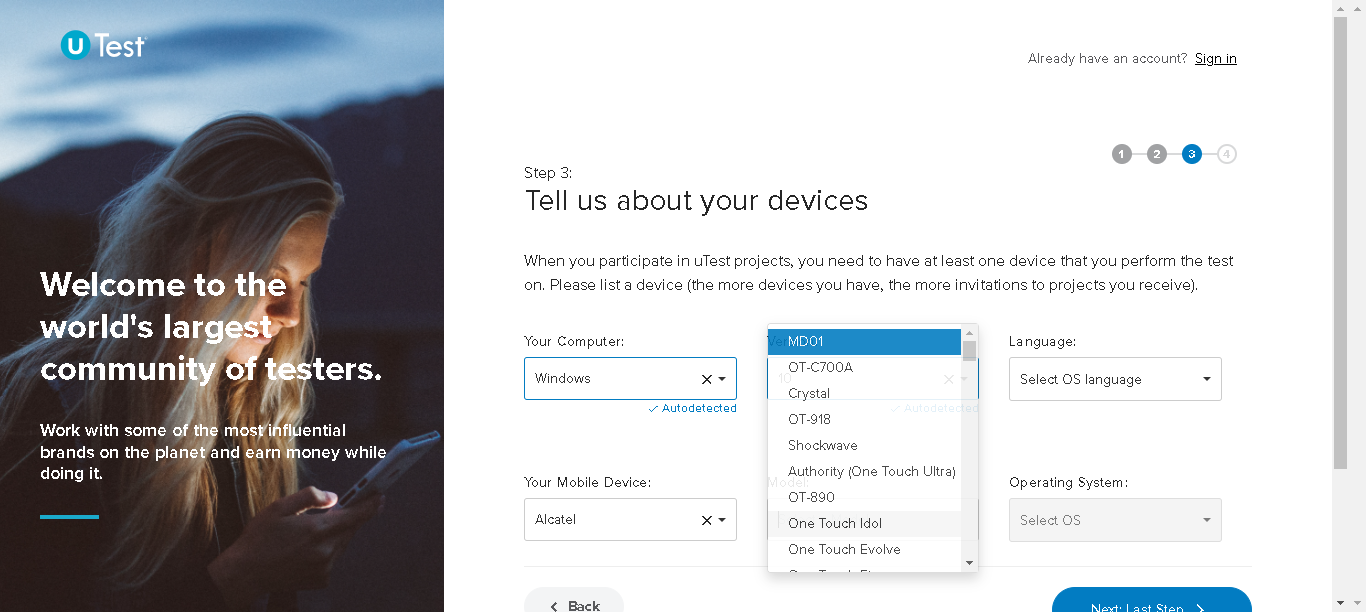 u Test
Already have an account? Sign in
1 2 3 4
Step 3:
Tell us about your devices
When you participate in uTest projects, you need to have at least one device that you perform the test
on. Please list a device (the more devices you have, the more invitations to projects you receive).
Welcome to the
world's largest
community of testers.
Work with some of the most influential
brands on the planet and earn money while
doing it.
Your Computer:
Windows
Autodetected
MD01
OT-C700A
10
Crystal
Autodetected
OT-918
Shockwave
Authority (One Touch Ultra)
Model:
OT-890
One Touch Idol
One Touch Evolve
Language:
Select OS language
Your Mobile Device:
Alcatel
Operating System:
Select OS
Back
Next: Last Step